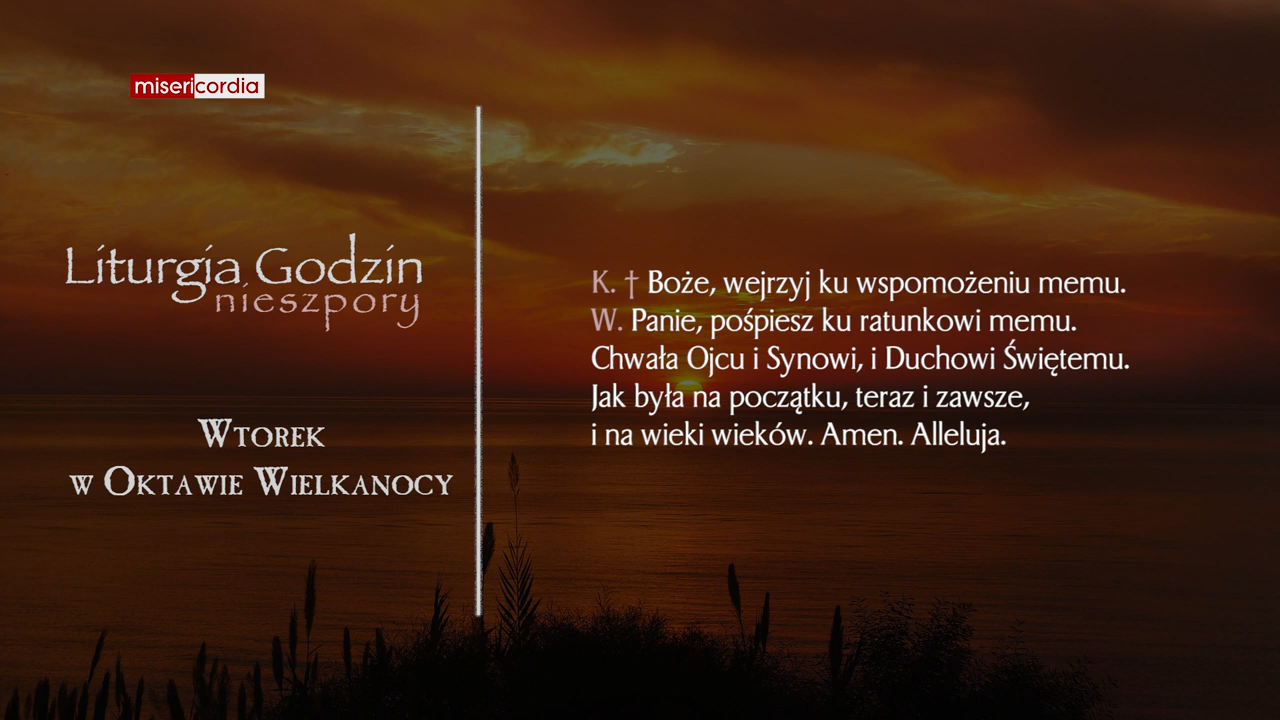 misericordia
Liturgia Godzin
nieszpory
Wtorek
w Oktawie Wielkanocy
K. † Boże, wejrzyj ku wspomożeniu memu.
W. Panie, pośpiesz ku ratunkowi memu.
Chwała Ojcu i Synowi, i Duchowi Świętemu.
Jak była na początku, teraz i zawsze,
i na wieki wieków. Amen. Alleluja.